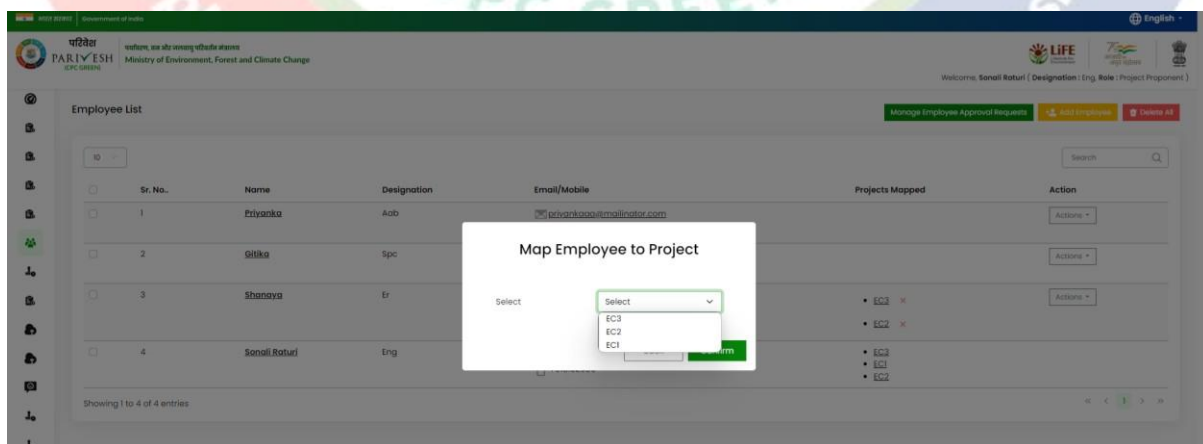 भारत सरकार Government of India
English
परिवेश
PARIVESH
(CPC GREEN)
पर्यावरण, वन और जलवायु परिवर्तन मंत्रालय
Ministry of Environment, Forest and Climate Change
LiFE
Welcome, Sonali Raturi ( Designation : Eng, Role : Project Proponent )
Employee List
Manage Employee Approval Requests
Add Employee
Delete All
10
Search
Sr. No.. Name Designation Email/Mobile Projects Mapped Action
1 Priyanka Aab priyankaaa@mailinator.com Actions
2 Gitika Spc Actions
3 Shanaya Er Actions
• EC3 ×
• EC2 ×
4 Sonali Raturi Eng
• EC3
• EC1
• EC2
Map Employee to Project
Select Select
EC3
EC2
EC1
Showing 1 to 4 of 4 entries
« < 1 > »